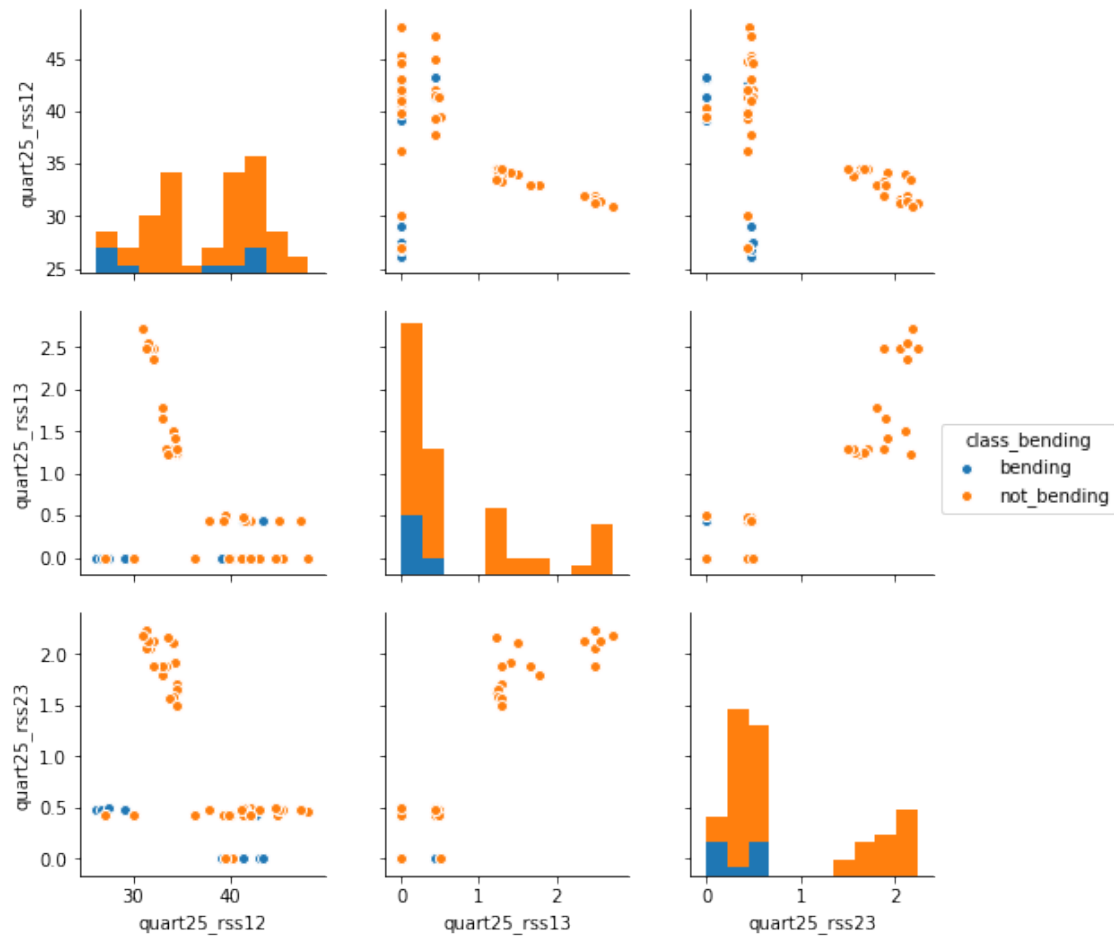 quart25_rss12
45
40
35
30
25
quart25_rss13
2.5
2.0
1.5
1.0
0.5
0.0
class_bending
bending
not_bending
quart25_rss23
2.0
1.5
1.0
0.5
0.0
30 40
0 1 2
0 1 2
quart25_rss12 quart25_rss13 quart25_rss23